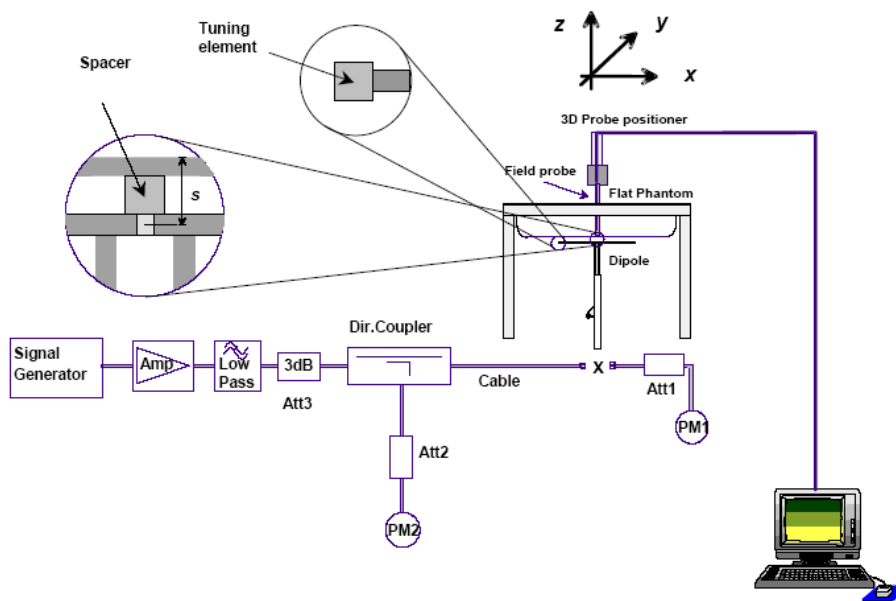 Tuning
element
Spacer
s
z
y
x
3D Probe positioner
Field probe
Flat Phantom
Dipole
Dir.Coupler
Signal
Generator
Amp
Low
Pass
3dB
Att3
Cable
X
Att1
PM1
Att2
PM2